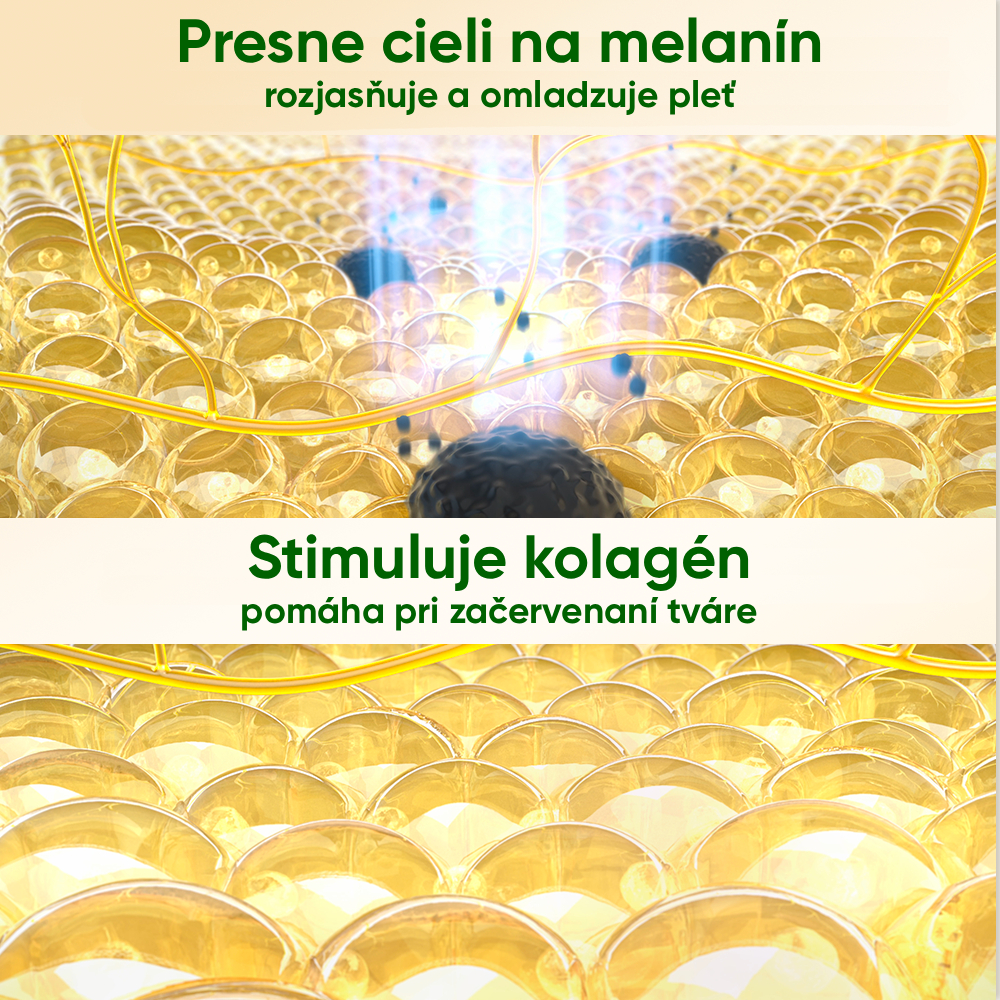 Presne cieli na melanín
rozjasňuje a omladzuje pleť
Stimuluje kolagén
pomáha pri začervenaní tváre